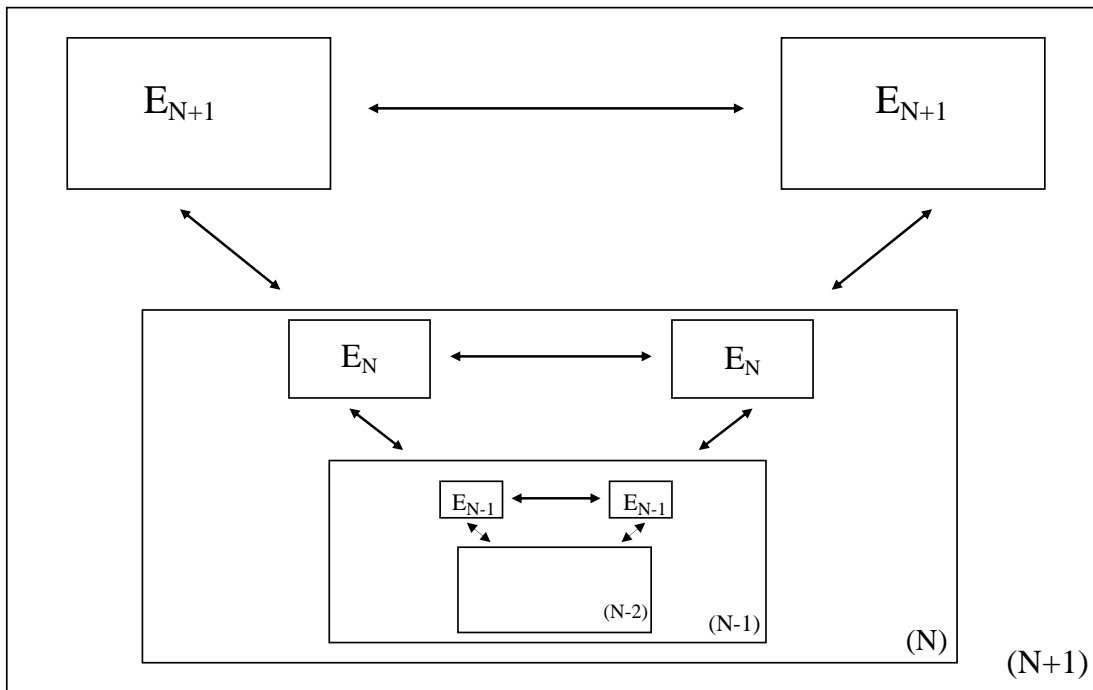 E_{N+1} E_{N+1}
E_N E_N
E_{N-1} E_{N-1}
(N-2)
(N-1)
(N)
(N+1)